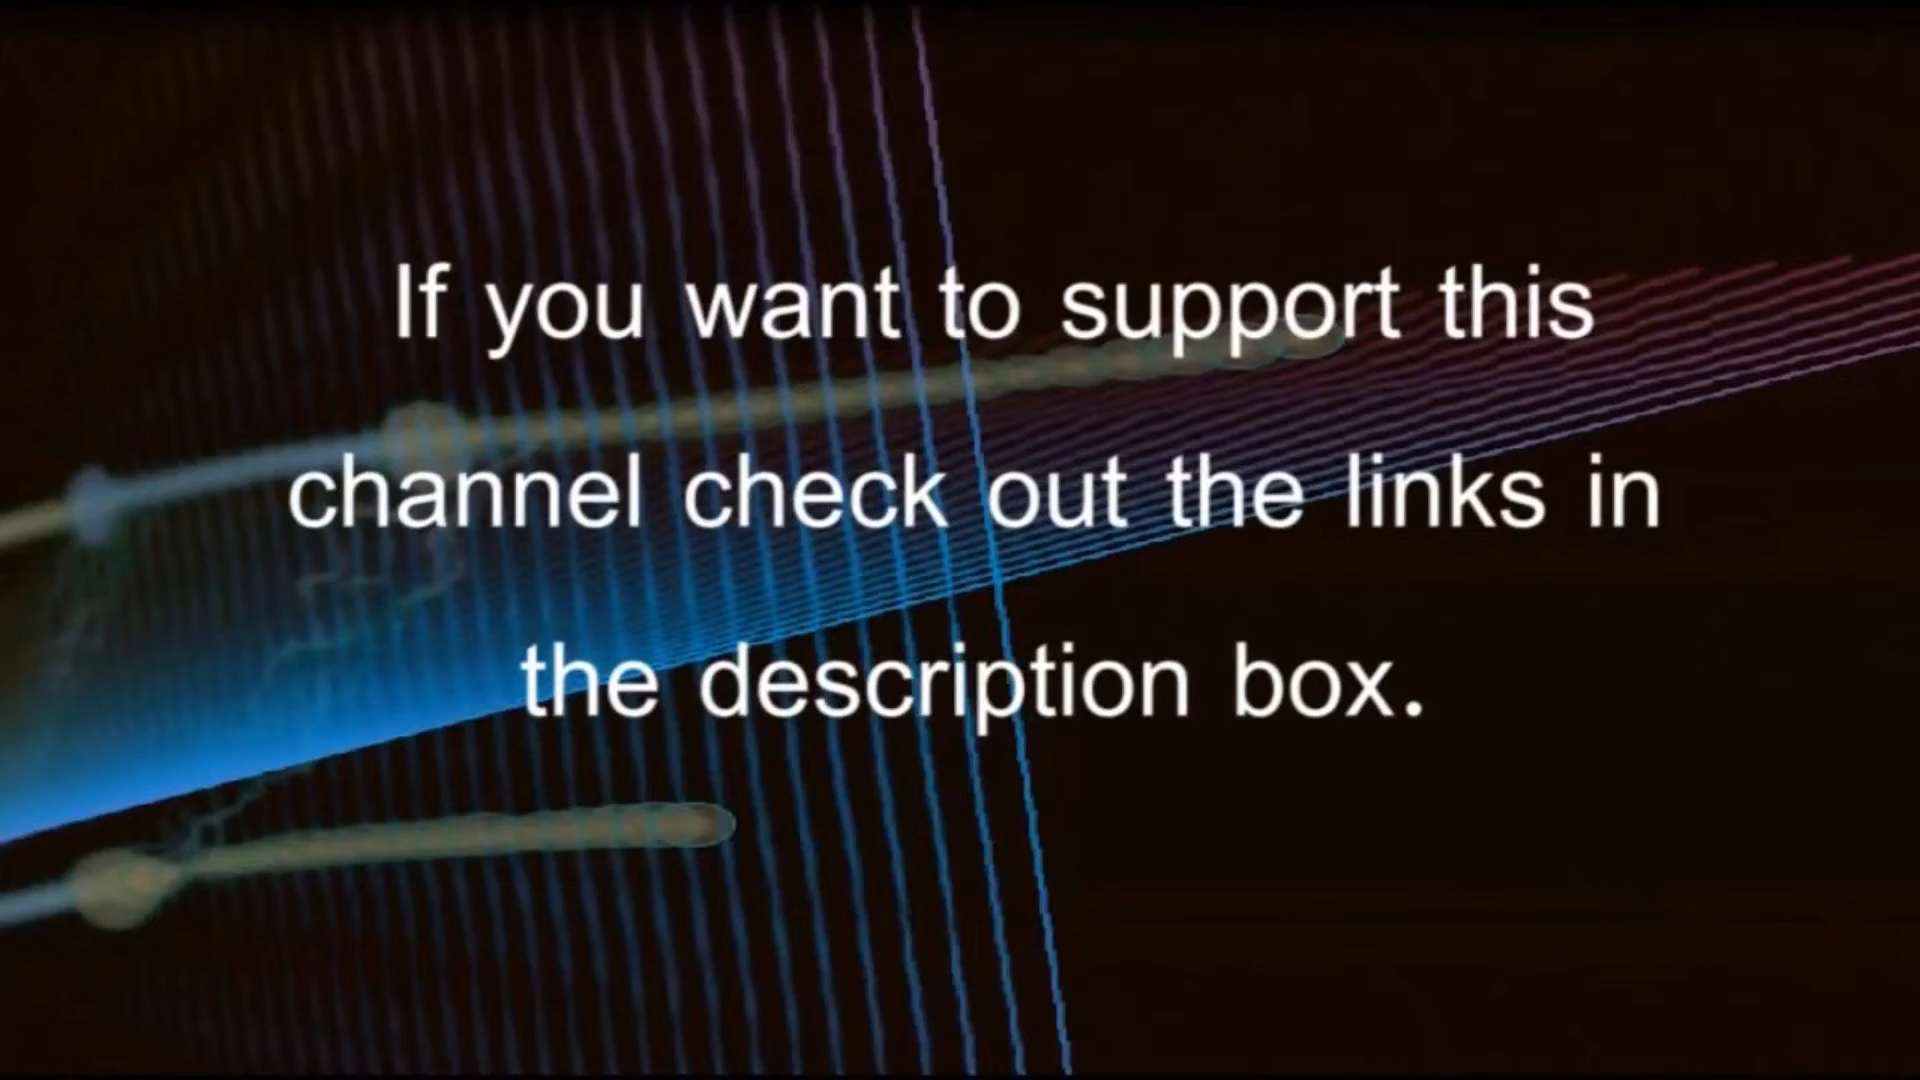 If you want to support this
channel check out the links in
the description box.